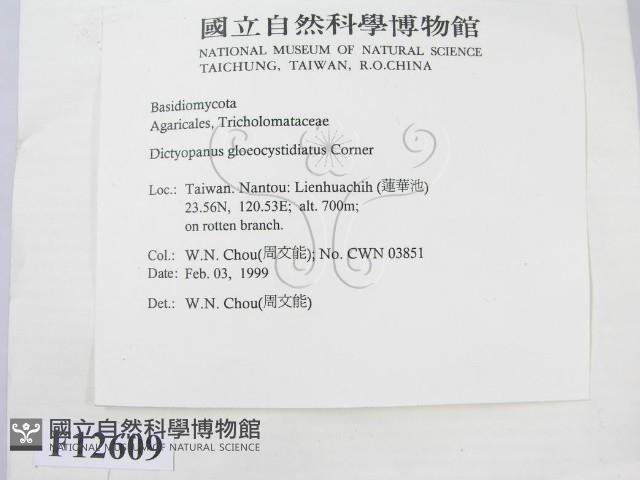 國立自然科學博物館
NATIONAL MUSEUM OF NATURAL SCIENCE
TAICHUNG, TAIWAN, R.O.CHINA
Basidiomycota
Agaricales, Tricholomataceae
Dictyopanus gloeocystidiatus Corner
Loc.: Taiwan. Nantou: Lienhuachih (蓮華池)
23.56N, 120.53E; alt. 700m;
on rotten branch.
Col.: W.N. Chou(周文能); No. CWN 03851
Date: Feb. 03, 1999
Det.: W.N. Chou(周文能)
國立自然科學博物館
NATIONAL MUSEUM OF NATURAL SCIENCE
F12609